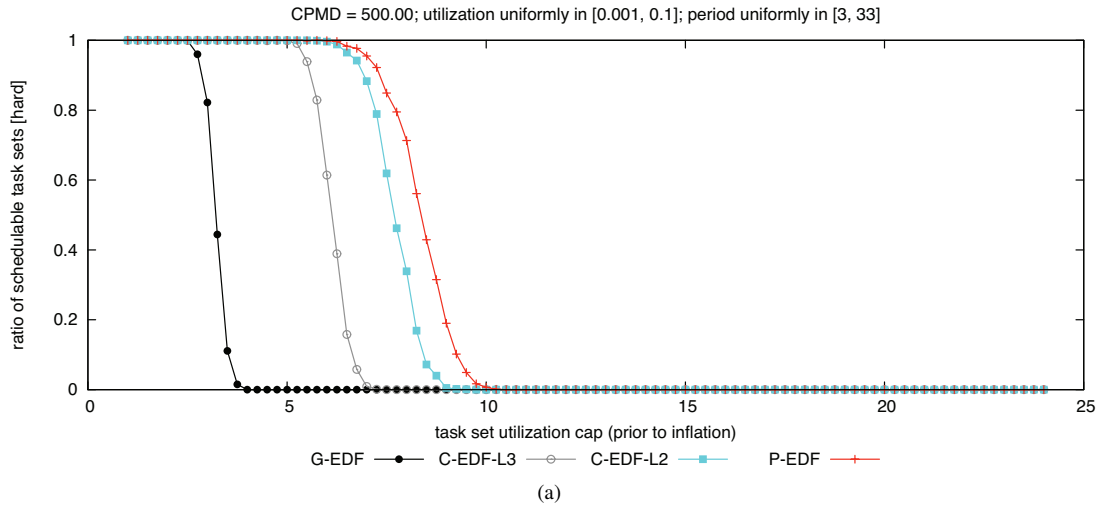 CPMD = 500.00; utilization uniformly in [0.001, 0.1]; period uniformly in [3, 33]
ratio of schedulable task sets [hard]
1
0.8
0.6
0.4
0.2
0
0 5 10 15 20 25
task set utilization cap (prior to inflation)
G-EDF C-EDF-L3 C-EDF-L2 P-EDF
(a)